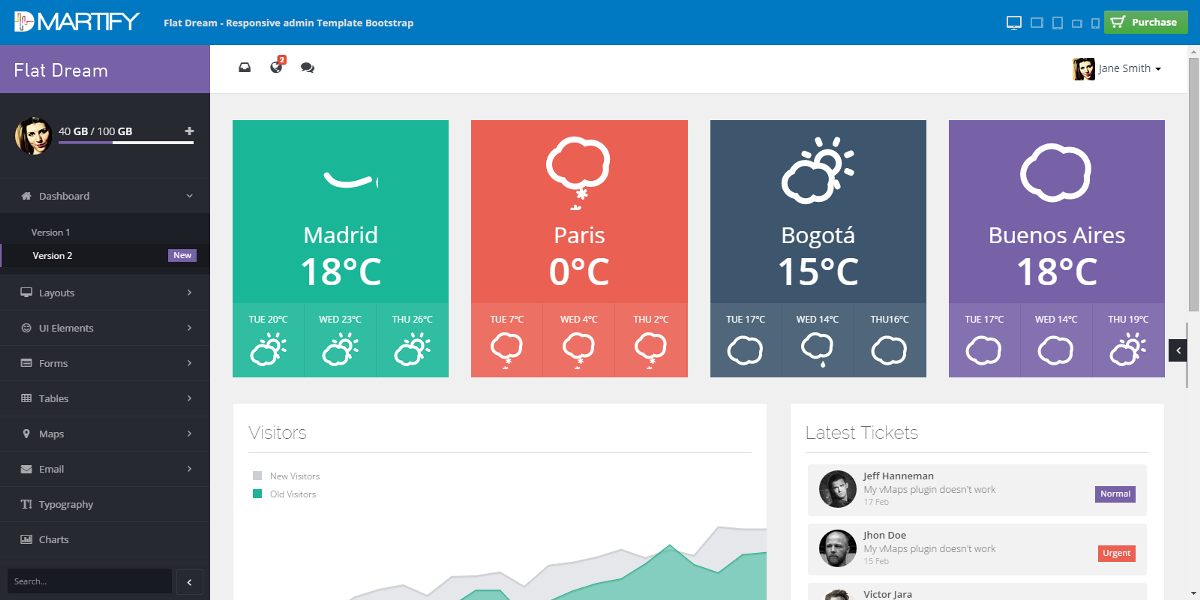 DMARTIFY
Flat Dream - Responsive admin Template Bootstrap
Purchase
Flat Dream
2
Jane Smith
40 GB / 100 GB
Dashboard
Version 1
Version 2
New
Layouts
UI Elements
Forms
Tables
Maps
Email
Typography
Charts
Search...
Madrid
18°C
TUE 20°C
WED 23°C
THU 26°C
Paris
0°C
TUE 7°C
WED 4°C
THU 2°C
Bogotá
15°C
TUE 17°C
WED 14°C
THU16°C
Buenos Aires
18°C
TUE 17°C
WED 14°C
THU 19°C
Visitors
New Visitors
Old Visitors
Latest Tickets
Jeff Hanneman
My vMaps plugin doesn't work
17 Feb
Normal
Jhon Doe
My vMaps plugin doesn't work
15 Feb
Urgent
Victor Jara